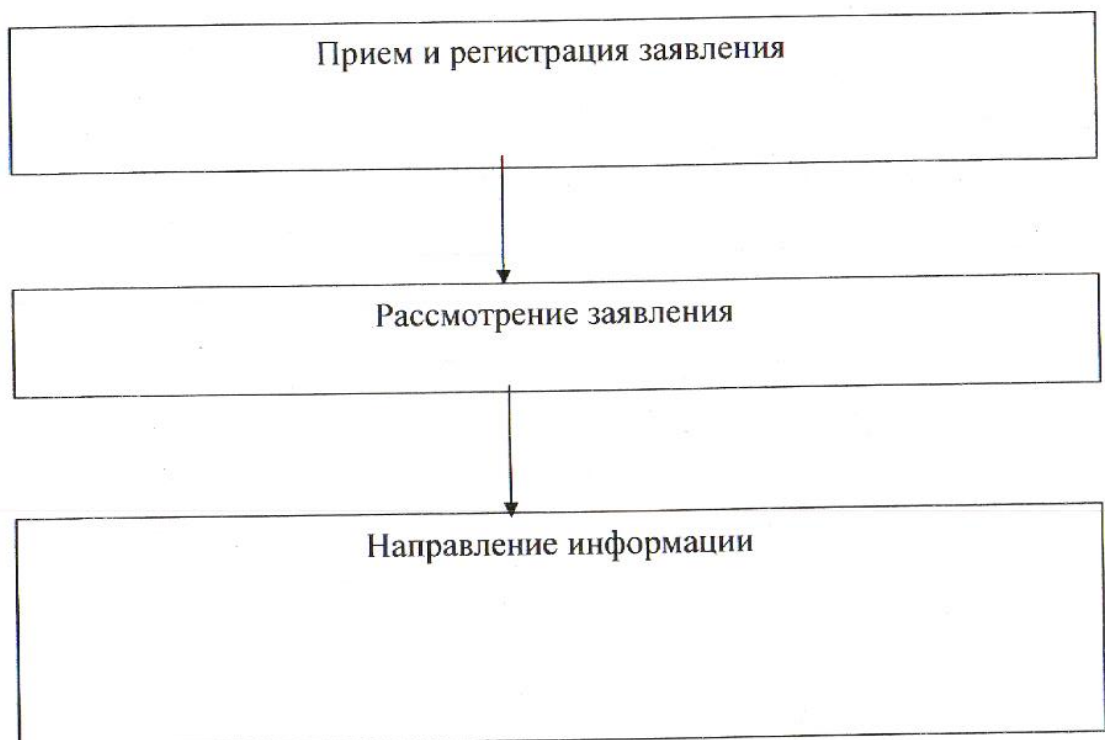 Прием и регистрация заявления
Рассмотрение заявления
Направление информации